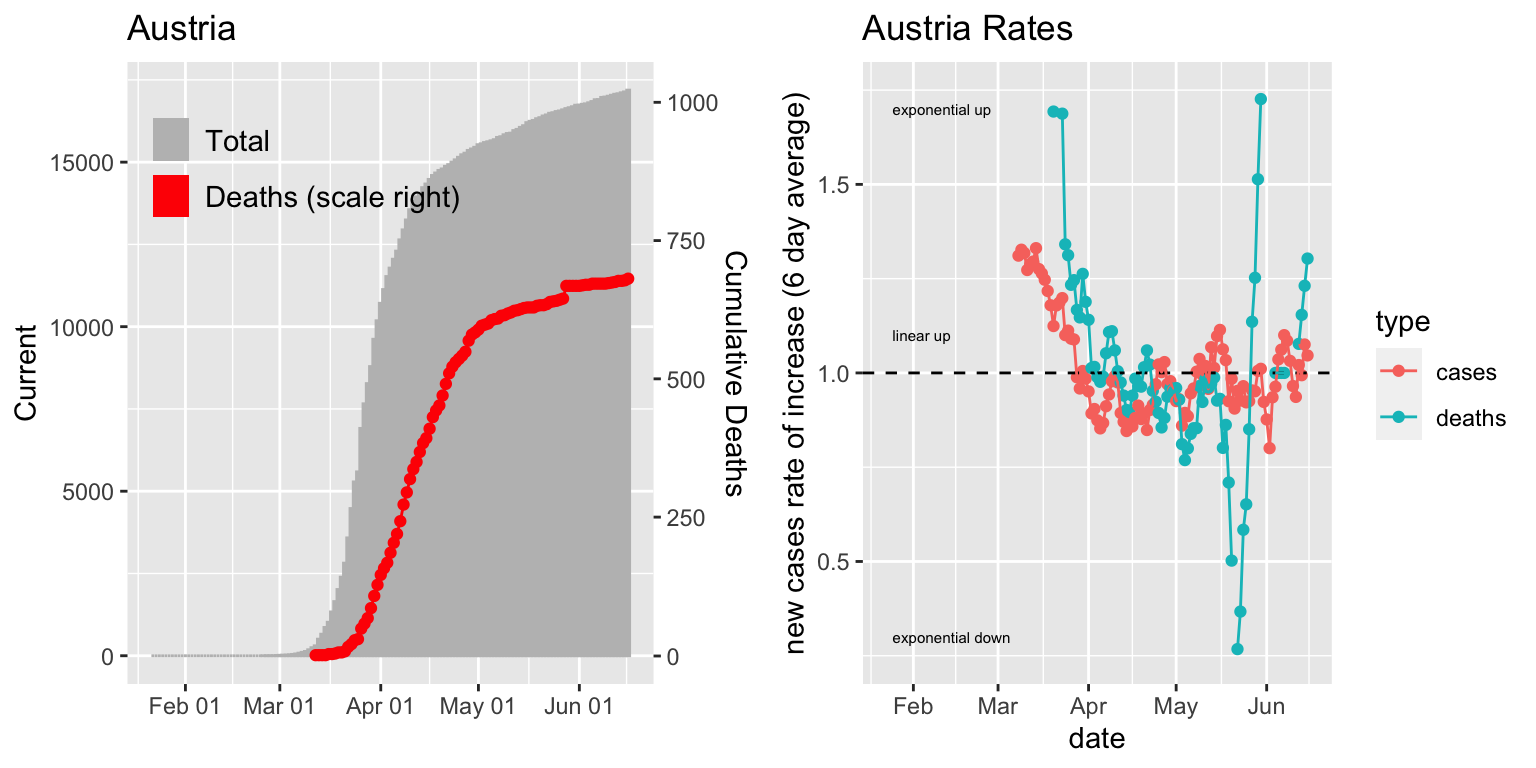 Austria
Total
Deaths (scale right)
Current
15000
10000
5000
0
1000
750
500
250
0
Cumulative Deaths
Feb 01
Mar 01
Apr 01
May 01
Jun 01
Austria Rates
new cases rate of increase (6 day average)
1.5
1.0
0.5
exponential up
linear up
exponential down
Feb
Mar
Apr
May
Jun
date
type
cases
deaths